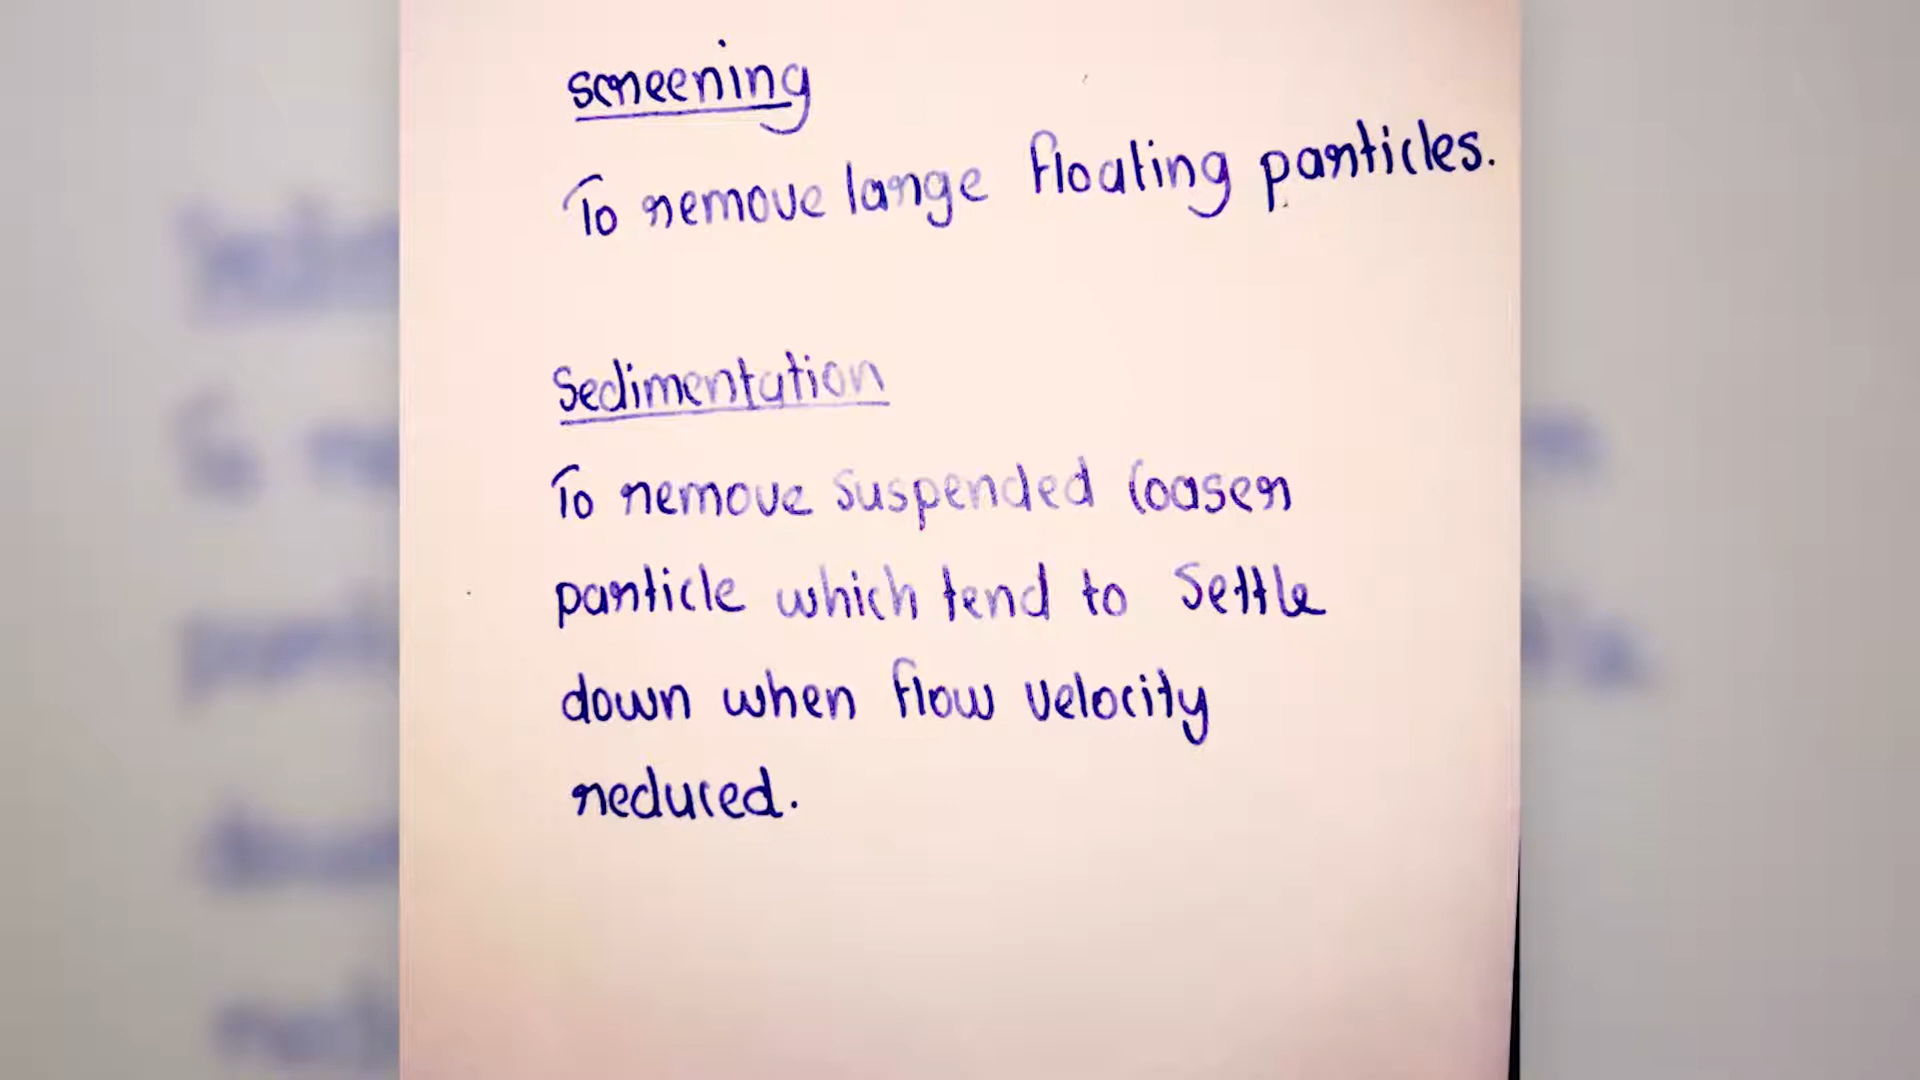 screening
To remove large floating particles.
Sedimentation
To remove suspended coaser
particle which tend to settle
down when flow velocity
reduced.